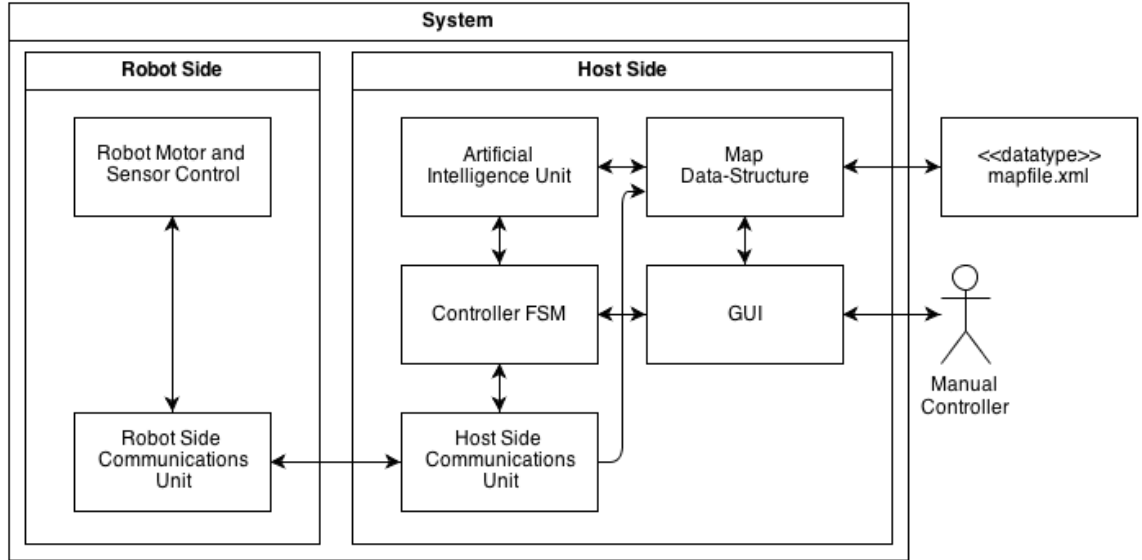 System
Robot Side
Host Side
Robot Motor and
Sensor Control
Artificial
Intelligence Unit
Map
Data-Structure
<<datatype>>
mapfile.xml
Controller FSM
GUI
Manual
Controller
Robot Side
Communications
Unit
Host Side
Communications
Unit